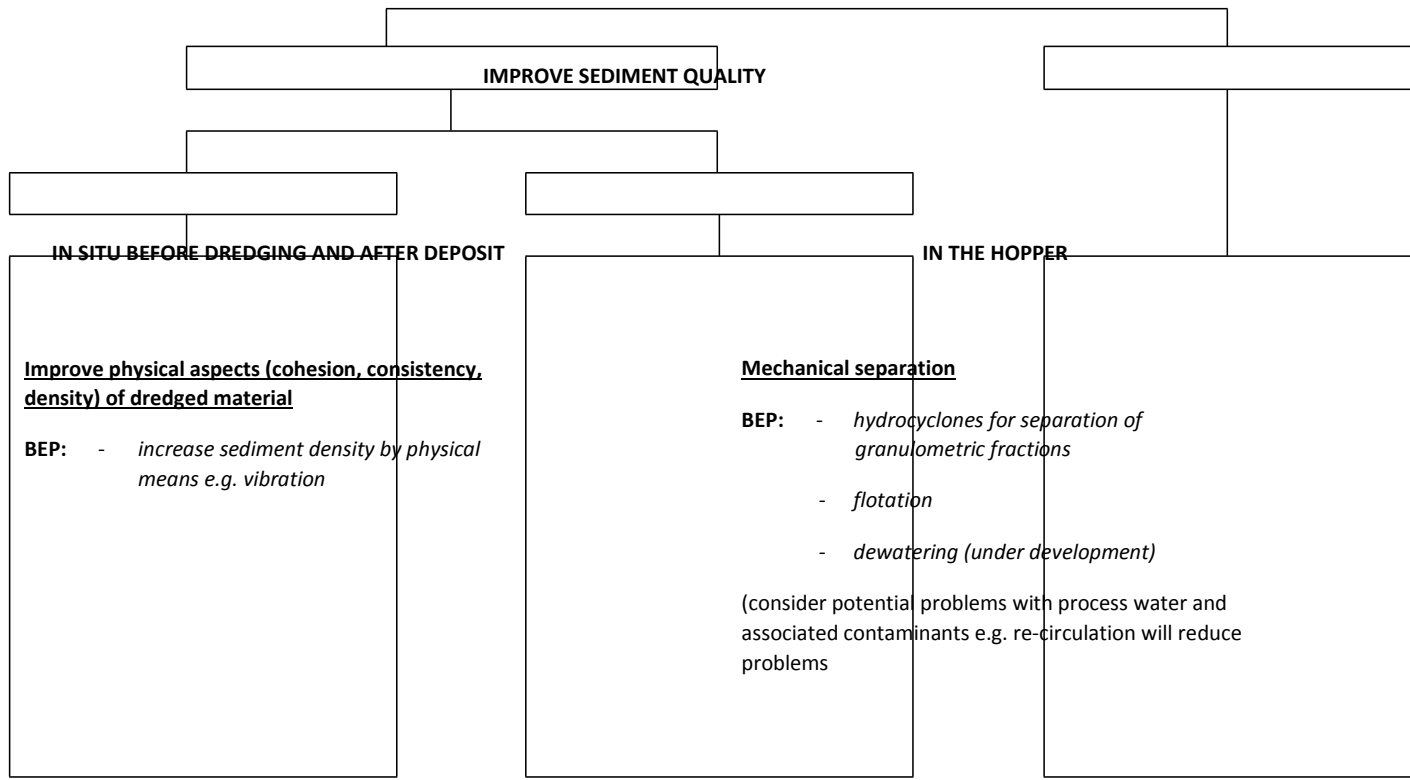 IMPROVE SEDIMENT QUALITY
IN SITU BEFORE DREDGING AND AFTER DEPOSIT
IN THE HOPPER
Improve physical aspects (cohesion, consistency,
density) of dredged material
BEP: - increase sediment density by physical
means e.g. vibration
Mechanical separation
BEP: - hydrocyclones for separation of
granulometric fractions
- flotation
- dewatering (under development)
(consider potential problems with process water and
associated contaminants e.g. re-circulation will reduce
problems